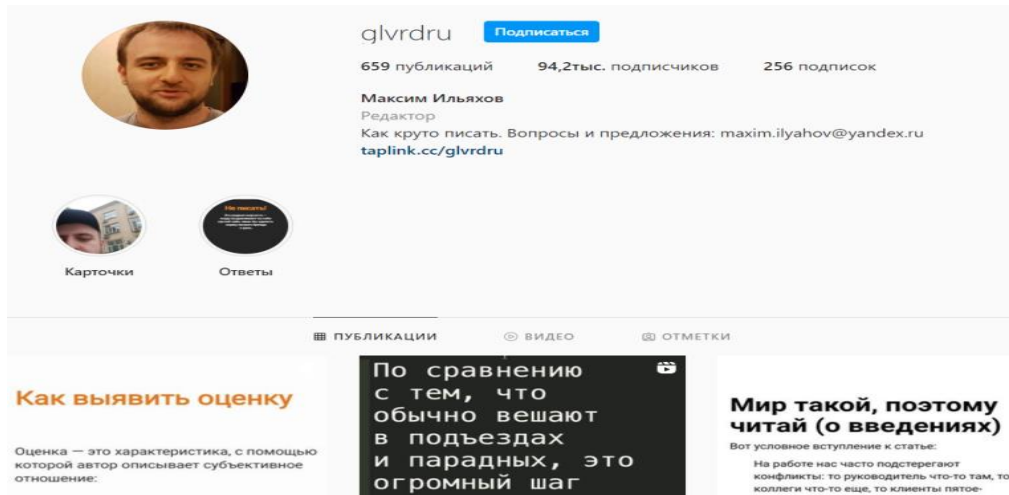 glvrdru Подписаться
659 публикаций 94,2тыс. подписчиков 256 подписок
Максим Ильяхов
Редактор
Как круто писать. Вопросы и предложения: maxim.ilyahov@yandex.ru
taplink.cc/glvrdru
Не писать!
Карточки Ответы
ПУБЛИКАЦИИ ВИДЕО ОТМЕТКИ
Как выявить оценку
Оценка — это характеристика, с помощью
которой автор описывает субъективное
отношение:
По сравнению
с тем, что
обычно вешают
в подъездах
и парадных, это
огромный шаг
Мир такой, поэтому
читай (о введениях)
Вот условное вступление к статье:
На работе нас часто подстерегают
конфликты: то руководитель что-то там, то
коллеги что-то еще, то клиенты пятое-